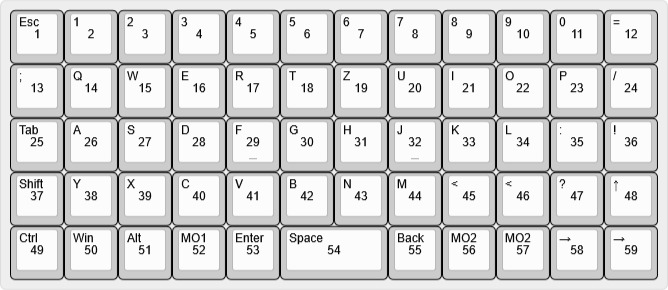 Esc 1 2 3 4 5 6 7 8 9 0 =
1 2 3 4 5 6 7 8 9 10 11 12
; Q W E R T Z U I O P /
13 14 15 16 17 18 19 20 21 22 23 24
Tab A S D F G H J K L : !
25 26 27 28 29 30 31 32 33 34 35 36
_ _
Shift Y X C V B N M < < ? ↑
37 38 39 40 41 42 43 44 45 46 47 48
Ctrl Win Alt MO1 Enter Space Back MO2 MO2 → →
49 50 51 52 53 54 55 56 57 58 59